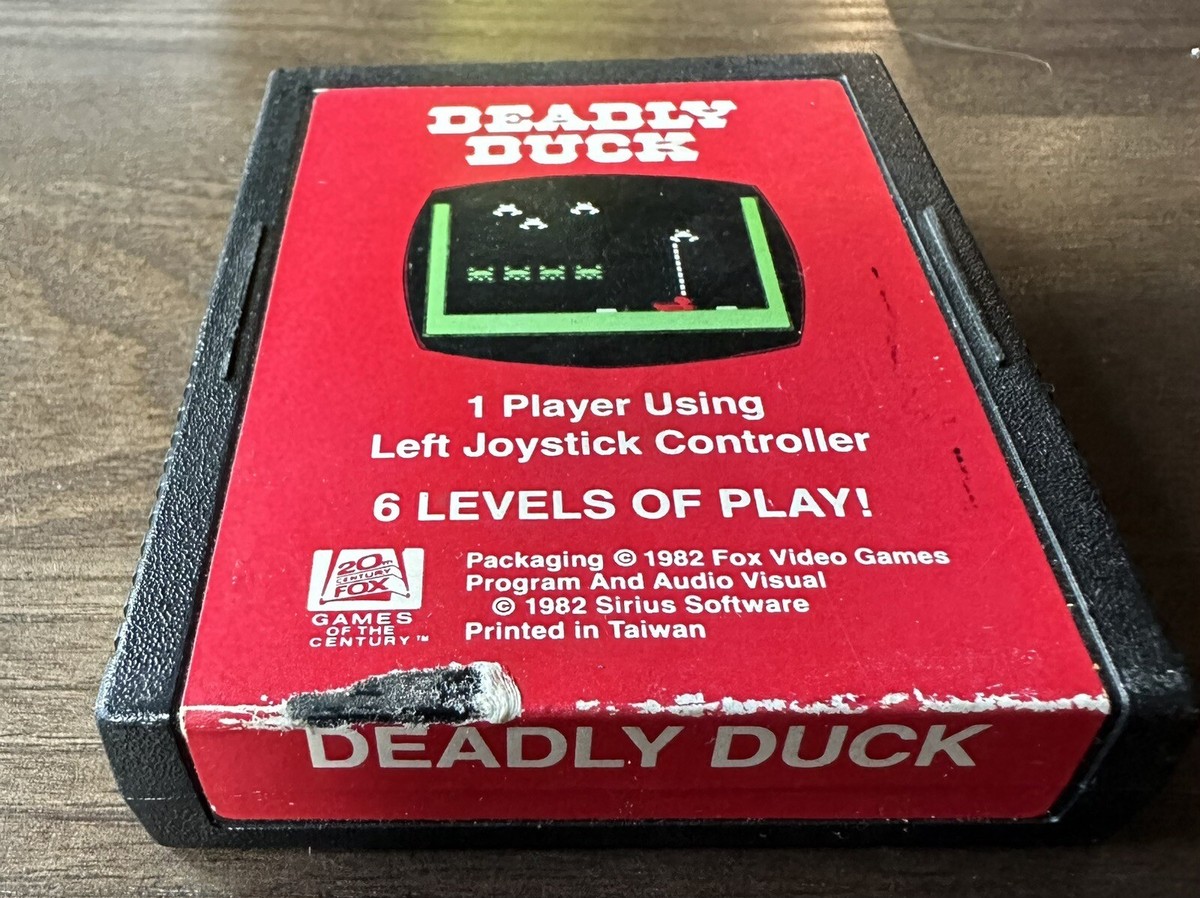 DEADLY
DUCK
1 Player Using
Left Joystick Controller
6 LEVELS OF PLAY!
20th
CENTURY
FOX
GAMES
OF THE
CENTURY™
Packaging © 1982 Fox Video Games
Program And Audio Visual
© 1982 Sirius Software
Printed in Taiwan
DEADLY DUCK